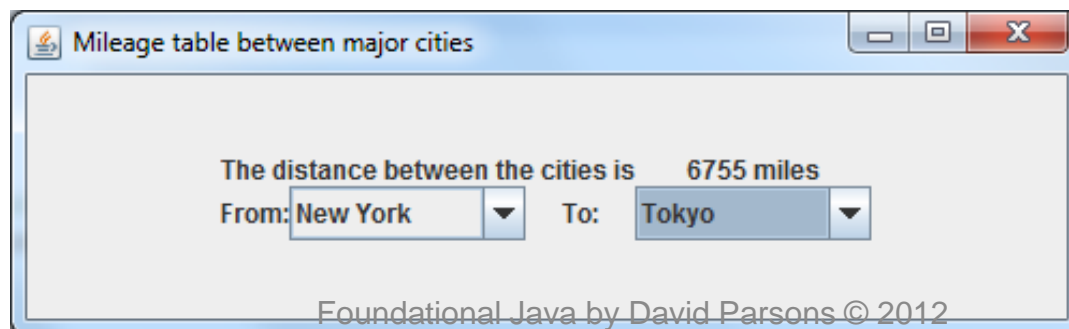 Mileage table between major cities
The distance between the cities is 6755 miles
From: New York To: Tokyo
Foundational Java by David Parsons © 2012